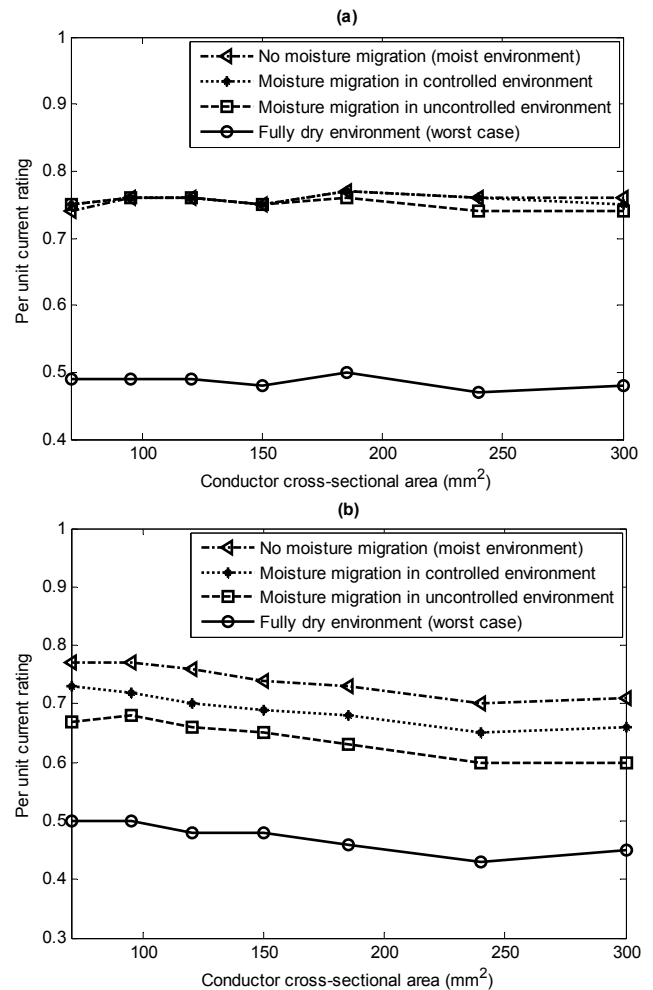 (a)
1
0.9
0.8
0.7
0.6
0.5
0.4
Per unit current rating
No moisture migration (moist environment)
Moisture migration in controlled environment
Moisture migration in uncontrolled environment
Fully dry environment (worst case)
100 150 200 250 300
Conductor cross-sectional area (mm²)
(b)
1
0.9
0.8
0.7
0.6
0.5
0.4
0.3
Per unit current rating
No moisture migration (moist environment)
Moisture migration in controlled environment
Moisture migration in uncontrolled environment
Fully dry environment (worst case)
100 150 200 250 300
Conductor cross-sectional area (mm²)